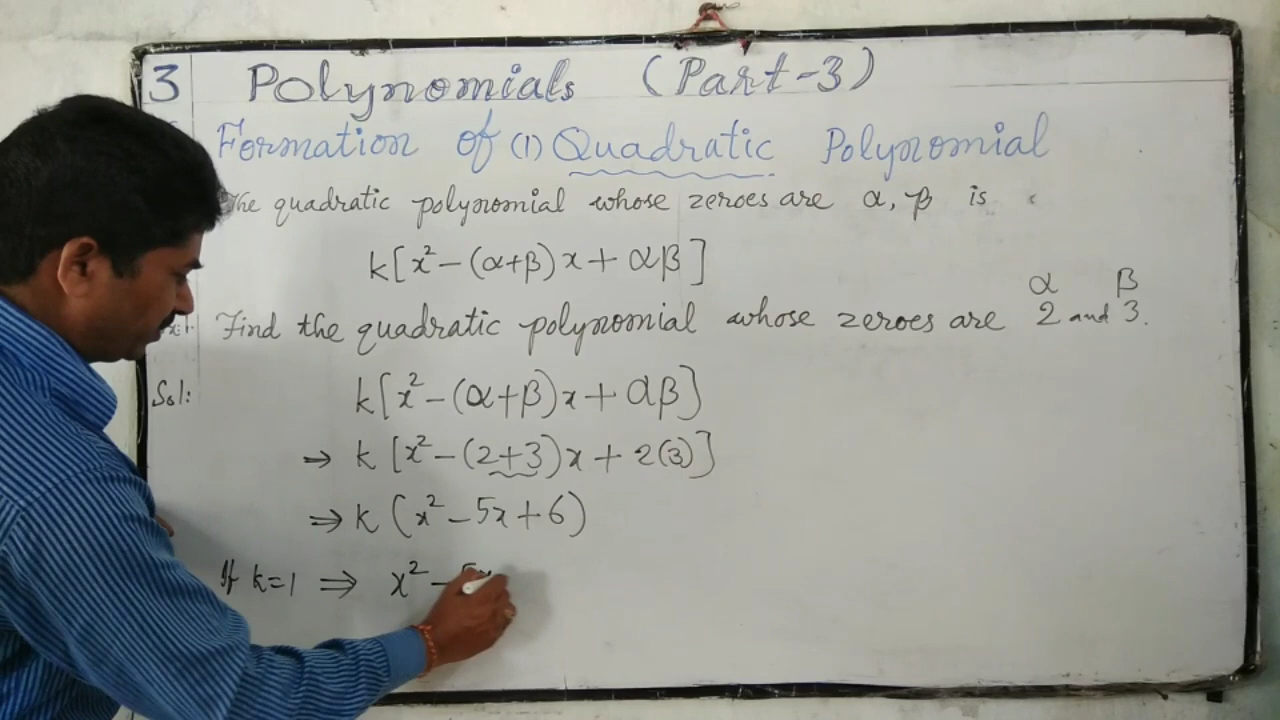 3 Polynomials (Part-3)
Formation of (1) Quadratic Polynomial
The quadratic polynomial whose zeroes are α, β is
k[x² - (α+β)x + αβ]
α β
Find the quadratic polynomial whose zeroes are 2 and 3.
Sol: k[x² - (α+β)x + αβ]
⇒ k [x² - (2+3)x + 2(3)]
⇒ k (x² - 5x + 6)
If k=1 ⇒ x² - 5x